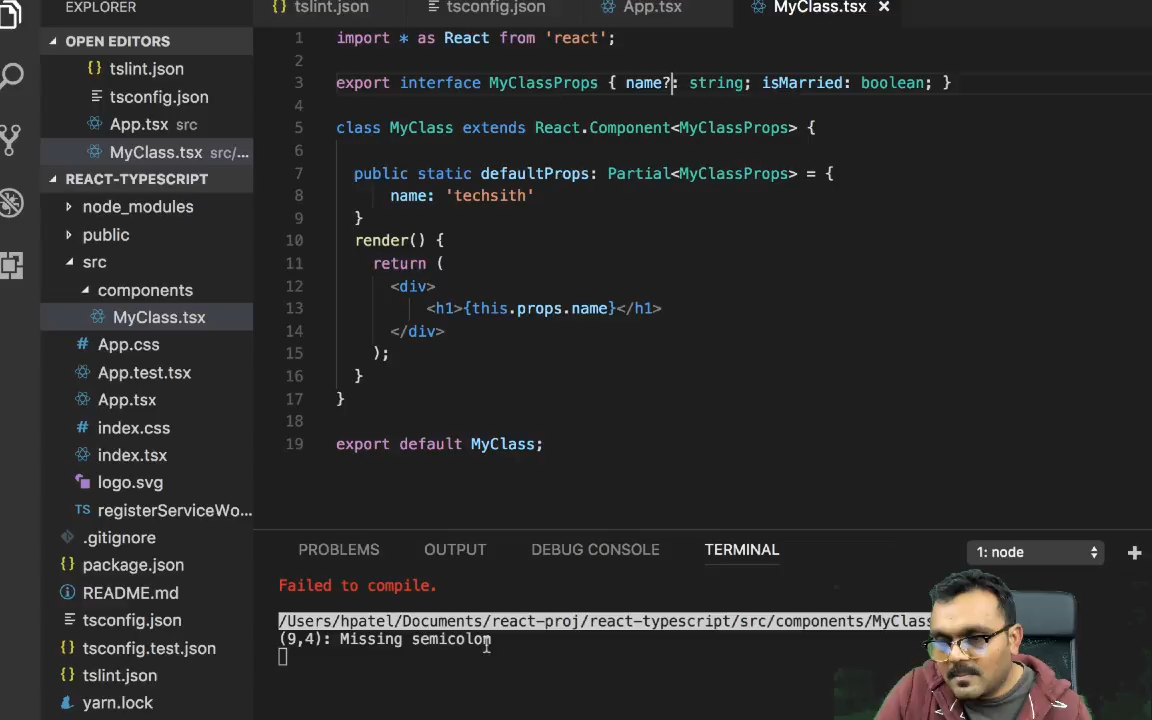 EXPLORER
OPEN EDITORS
tslint.json
tsconfig.json
App.tsx src
MyClass.tsx src/...
REACT-TYPESCRIPT
node_modules
public
src
components
MyClass.tsx
App.css
App.test.tsx
App.tsx
index.css
index.tsx
logo.svg
registerServiceWo...
.gitignore
package.json
README.md
tsconfig.json
tsconfig.test.json
tslint.json
yarn.lock
tslint.json tsconfig.json App.tsx MyClass.tsx
1 import * as React from 'react';
2
3 export interface MyClassProps { name?: string; isMarried: boolean; }
4
5 class MyClass extends React.Component<MyClassProps> {
6
7 public static defaultProps: Partial<MyClassProps> = {
8 name: 'techsith'
9 }
10 render() {
11 return (
12 <div>
13 <h1>{this.props.name}</h1>
14 </div>
15 );
16 }
17 }
18
19 export default MyClass;
PROBLEMS OUTPUT DEBUG CONSOLE TERMINAL 1: node
Failed to compile.
/Users/hpatel/Documents/react-proj/react-typescript/src/components/MyClass
(9,4): Missing semicolon